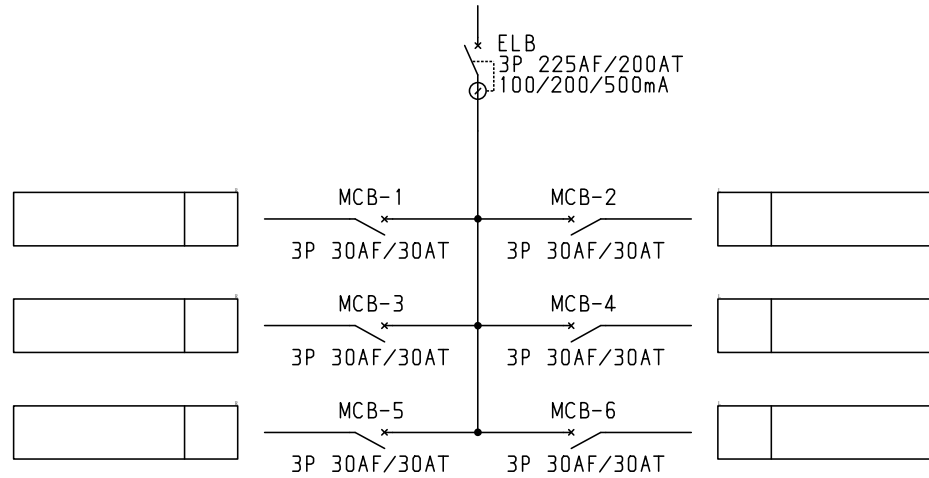 ELB
3P 225AF/200AT
100/200/500mA
MCB-1
MCB-2
3P 30AF/30AT
3P 30AF/30AT
MCB-3
MCB-4
3P 30AF/30AT
3P 30AF/30AT
MCB-5
MCB-6
3P 30AF/30AT
3P 30AF/30AT